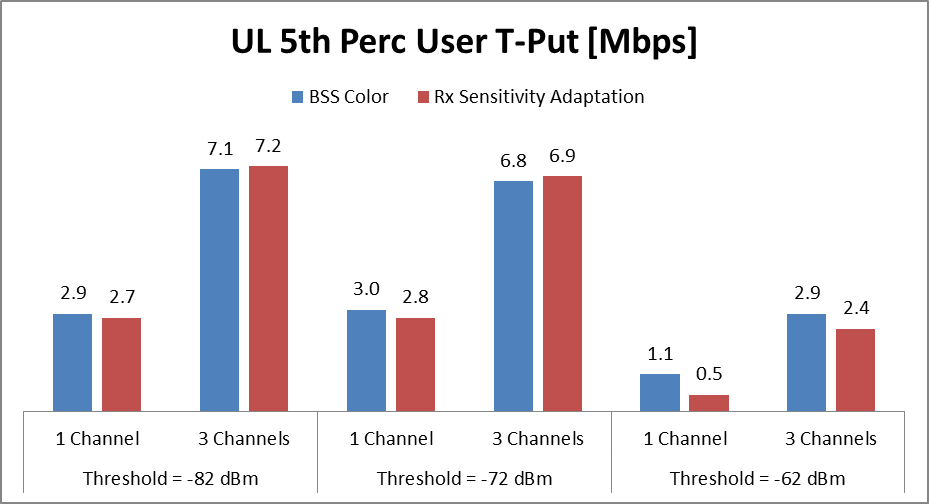 UL 5th Perc User T-Put [Mbps]
BSS Color Rx Sensitivity Adaptation
2.9 2.7 7.1 7.2 3.0 2.8 6.8 6.9 1.1 0.5 2.9 2.4
1 Channel 3 Channels 1 Channel 3 Channels 1 Channel 3 Channels
Threshold = -82 dBm Threshold = -72 dBm Threshold = -62 dBm